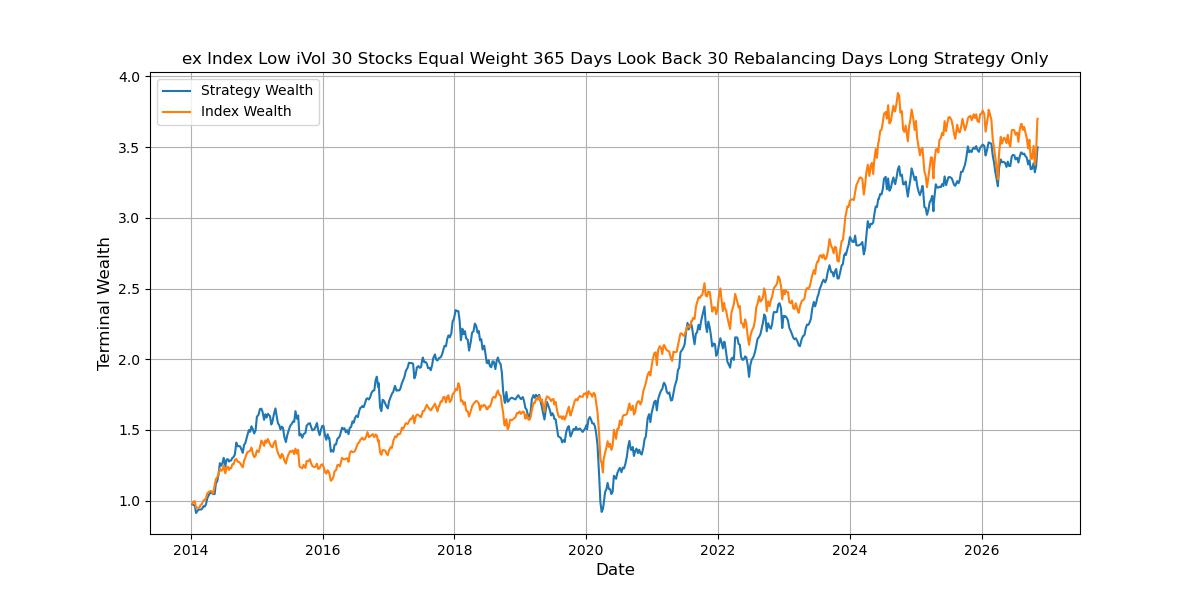 ex Index Low iVol 30 Stocks Equal Weight 365 Days Look Back 30 Rebalancing Days Long Strategy Only
Strategy Wealth
Index Wealth
4.0
3.5
3.0
2.5
2.0
1.5
1.0
Terminal Wealth
2014 2016 2018 2020 2022 2024 2026
Date